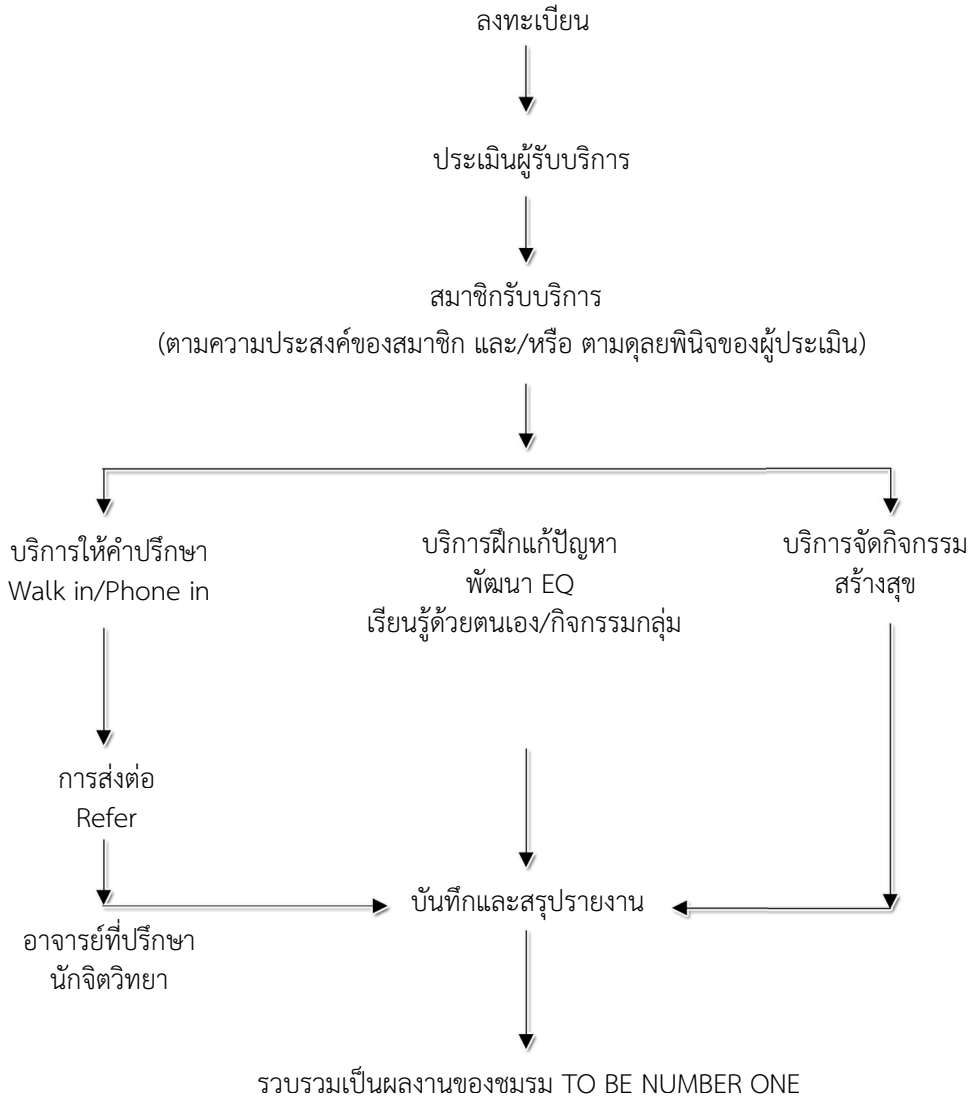 ลงทะเบียน
ประเมินผู้รับบริการ
สมาชิกรับบริการ
(ตามความประสงค์ของสมาชิก และ/หรือ ตามดุลยพินิจของผู้ประเมิน)
บริการให้คำปรึกษา
Walk in/Phone in
บริการฝึกแก้ปัญหา
พัฒนา EQ
เรียนรู้ด้วยตนเอง/กิจกรรมกลุ่ม
บริการจัดกิจกรรม
สร้างสุข
การส่งต่อ
Refer
อาจารย์ที่ปรึกษา
นักจิตวิทยา
บันทึกและสรุปรายงาน
รวบรวมเป็นผลงานของชมรม TO BE NUMBER ONE